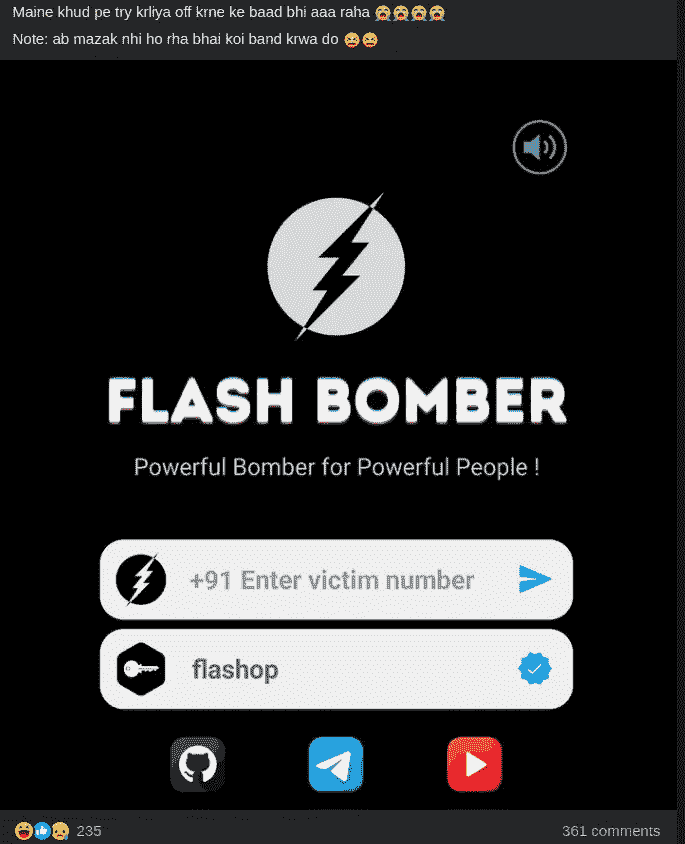 Maine khud pe try krliya off krne ke baad bhi aaa raha 😭😭😭😭
Note: ab mazak nhi ho rha bhai koi band krwa do 😝😝
FLASH BOMBER
Powerful Bomber for Powerful People !
+91 Enter victim number
flashop
235
361 comments